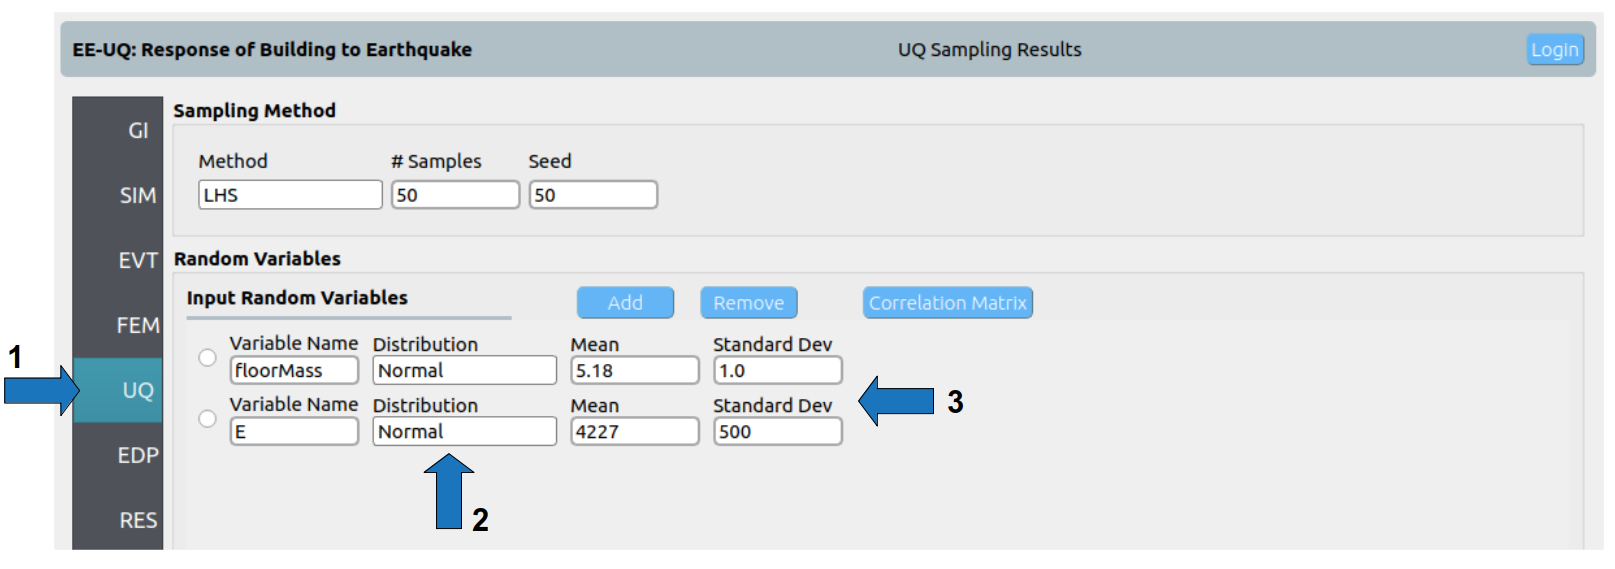 EE-UQ: Response of Building to Earthquake UQ Sampling Results Login
GI
SIM
EVT
FEM
UQ
EDP
RES
Sampling Method
Method # Samples Seed
LHS 50 50
Random Variables
Input Random Variables Add Remove Correlation Matrix
Variable Name Distribution Mean Standard Dev
floorMass Normal 5.18 1.0
Variable Name Distribution Mean Standard Dev
E Normal 4227 500
1
2
3